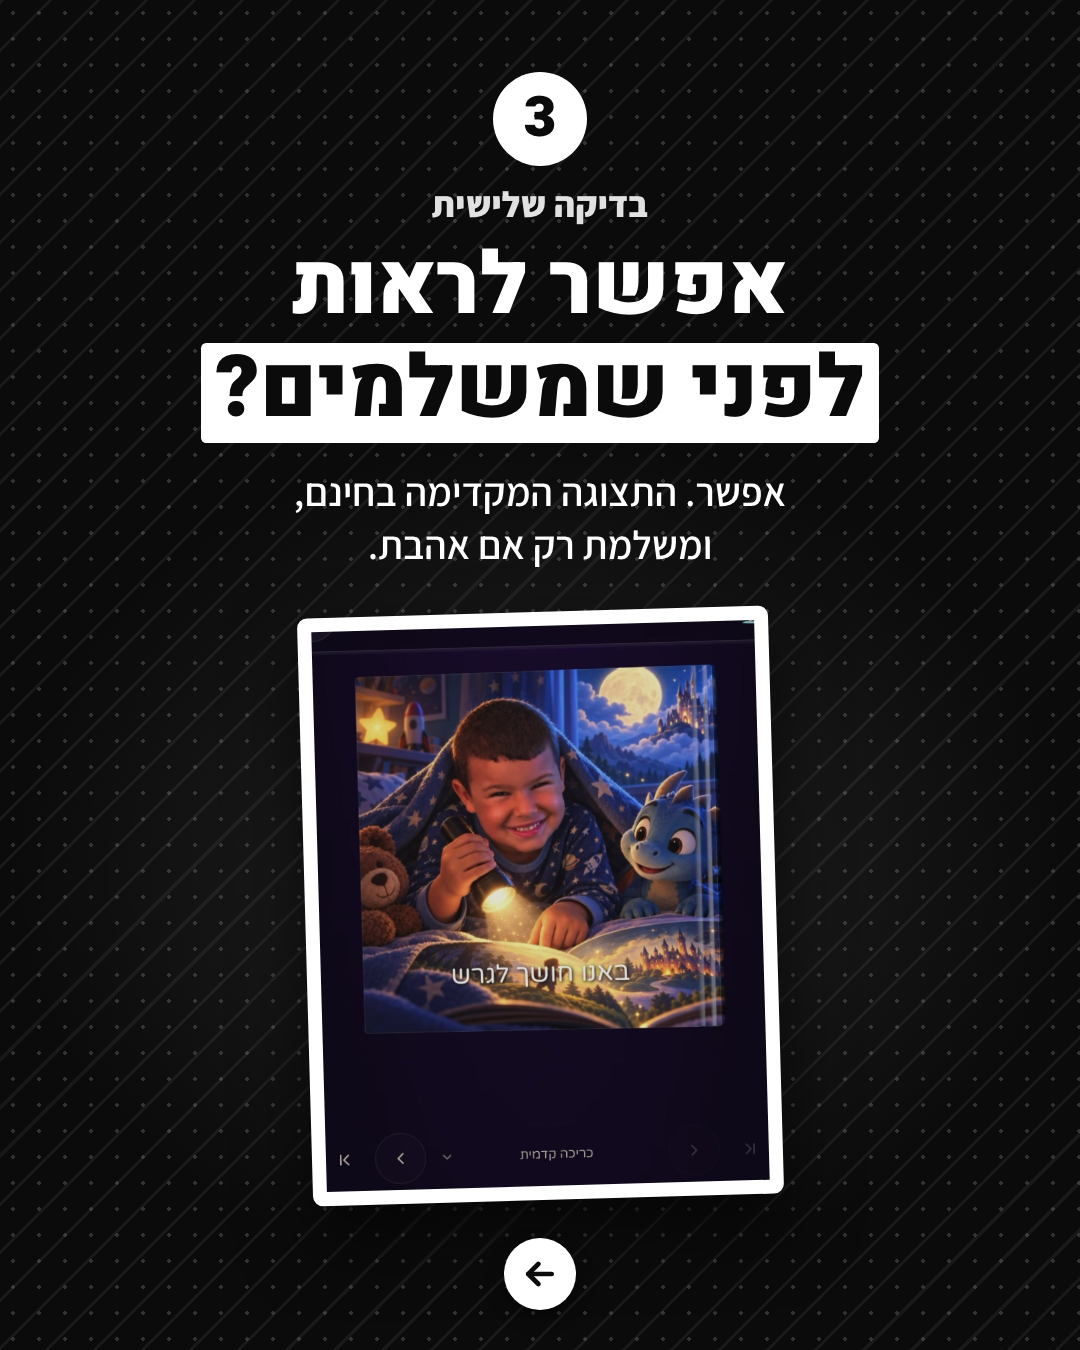 3
בדיקה שלישית
אפשר לראות
לפני שמשלמים?
אפשר. התצוגה המקדימה בחינם,
ומשלמת רק אם אהבת.
באנו חושך לגרש
כריכה קדמית